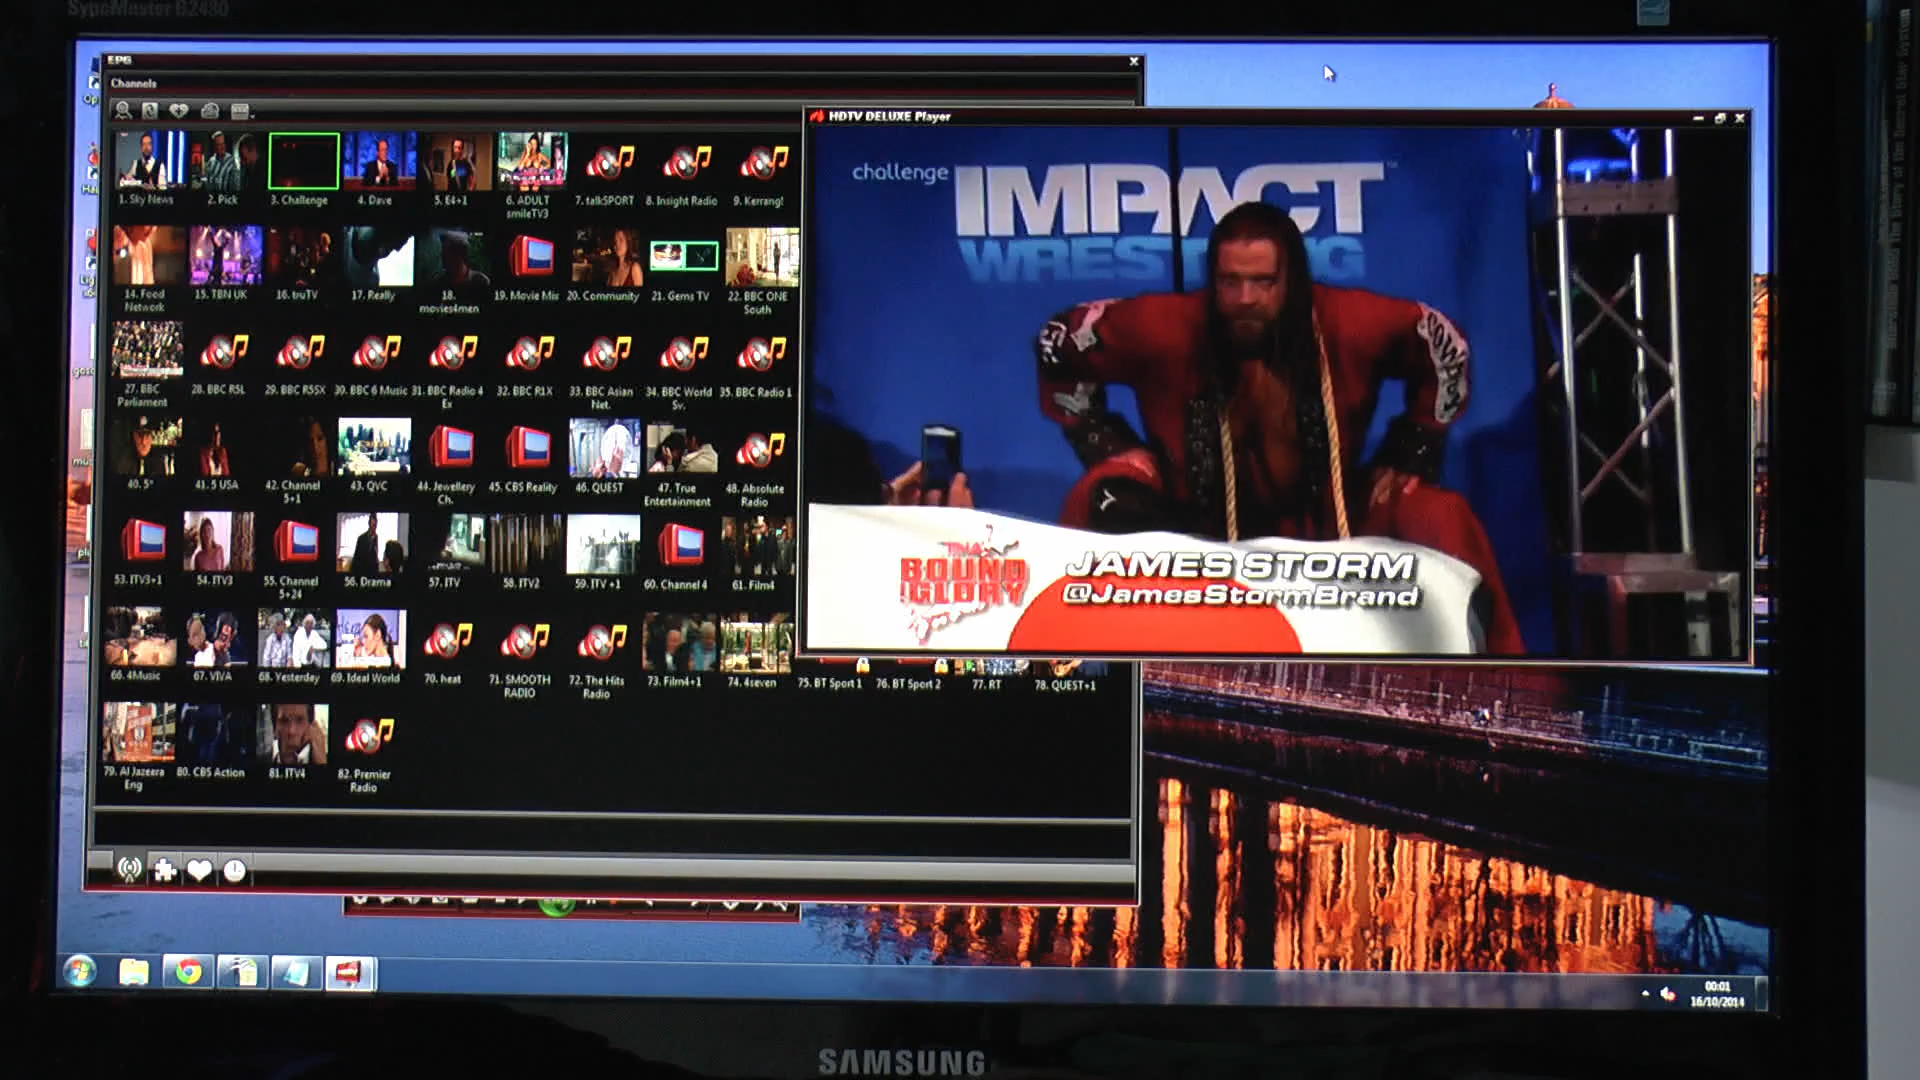 SyncMaster B2430
EPG
Channels
HDTV DELUXE Player
1. Sky News
2. Pick
3. Challenge
4. Dave
5. E4+1
6. ADULT
smileTV3
7. talkSPORT
8. Insight Radio
9. Kerrang!
14. Food
Network
15. TBN UK
16. truTV
17. Really
18.
movies4men
19. Movie Mix
20. Community
21. Gems TV
22. BBC ONE
South
27. BBC
Parliament
28. BBC R5L
29. BBC R5SX
30. BBC 6 Music
31. BBC Radio 4
Ex
32. BBC R1X
33. BBC Asian
Net.
34. BBC World
Sv.
35. BBC Radio 1
40. 5*
41. 5 USA
42. Channel
5+1
43. QVC
44. Jewellery
Ch.
45. CBS Reality
46. QUEST
47. True
Entertainment
48. Absolute
Radio
53. ITV3+1
54. ITV3
55. Channel
5+24
56. Drama
57. ITV
58. ITV2
59. ITV +1
60. Channel 4
61. Film4
66. 4Music
67. VIVA
68. Yesterday
69. Ideal World
70. heat
71. SMOOTH
RADIO
72. The Hits
Radio
73. Film4+1
74. 4seven
75. BT Sport 1
76. BT Sport 2
77. RT
78. QUEST+1
79. Al Jazeera
Eng
80. CBS Action
81. ITV4
82. Premier
Radio
challenge
IMPACT
BOUND
GLORY
JAMES STORM
@JamesStormBrand
00:01
16/10/2014
SAMSUNG